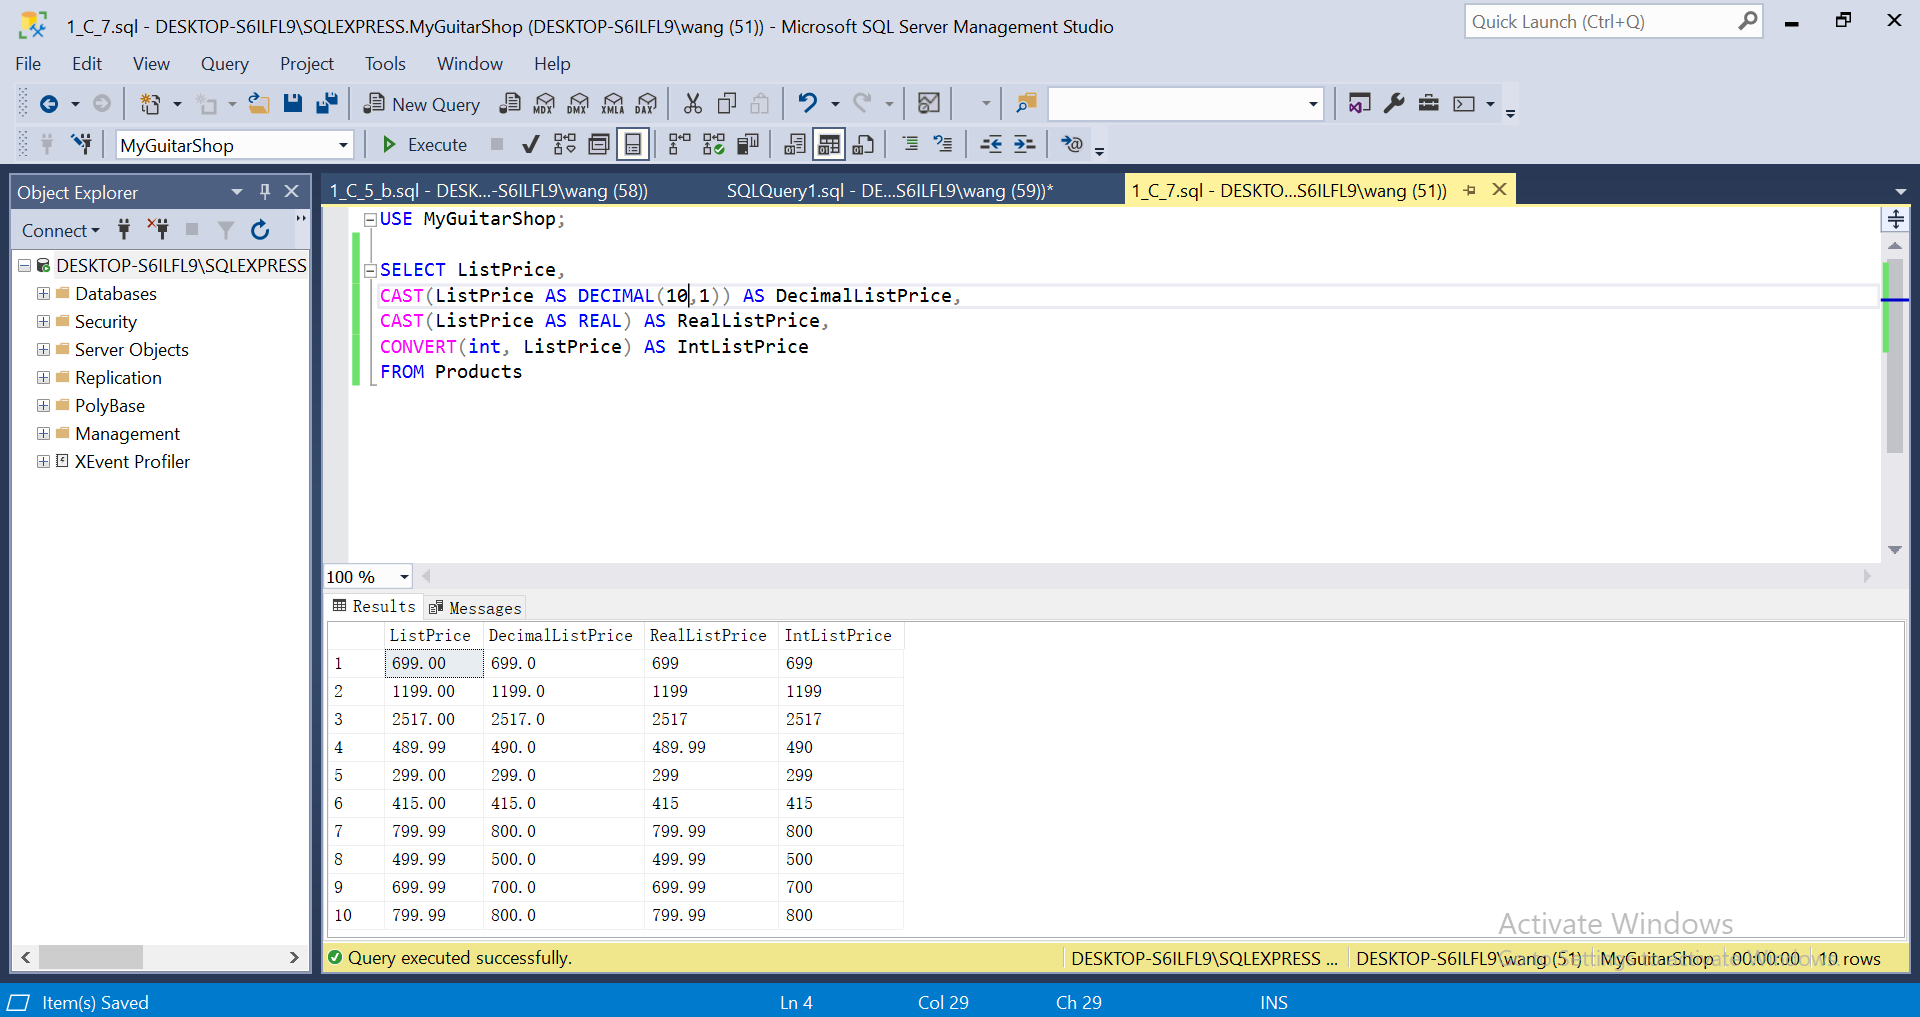 1_C_7.sql - DESKTOP-S6ILFL9\SQLEXPRESS.MyGuitarShop (DESKTOP-S6ILFL9\wang (51)) - Microsoft SQL Server Management Studio
Quick Launch (Ctrl+Q)
File Edit View Query Project Tools Window Help
New Query MDX DMX XMLA DAX
MyGuitarShop Execute
Object Explorer
Connect
DESKTOP-S6ILFL9\SQLEXPRESS
Databases
Security
Server Objects
Replication
PolyBase
Management
XEvent Profiler
1_C_5_b.sql - DESK...-S6ILFL9\wang (58)) SQLQuery1.sql - DE...S6ILFL9\wang (59))* 1_C_7.sql - DESKTO...S6ILFL9\wang (51))
USE MyGuitarShop;
SELECT ListPrice,
CAST(ListPrice AS DECIMAL(10,1)) AS DecimalListPrice,
CAST(ListPrice AS REAL) AS RealListPrice,
CONVERT(int, ListPrice) AS IntListPrice
FROM Products
100 %
Results Messages
ListPrice DecimalListPrice RealListPrice IntListPrice
1 699.00 699.0 699 699
2 1199.00 1199.0 1199 1199
3 2517.00 2517.0 2517 2517
4 489.99 490.0 489.99 490
5 299.00 299.0 299 299
6 415.00 415.0 415 415
7 799.99 800.0 799.99 800
8 499.99 500.0 499.99 500
9 699.99 700.0 699.99 700
10 799.99 800.0 799.99 800
Activate Windows
Query executed successfully. DESKTOP-S6ILFL9\SQLEXPRESS ... DESKTOP-S6ILFL9\wang (51) MyGuitarShop 00:00:00 10 rows
Item(s) Saved Ln 4 Col 29 Ch 29 INS